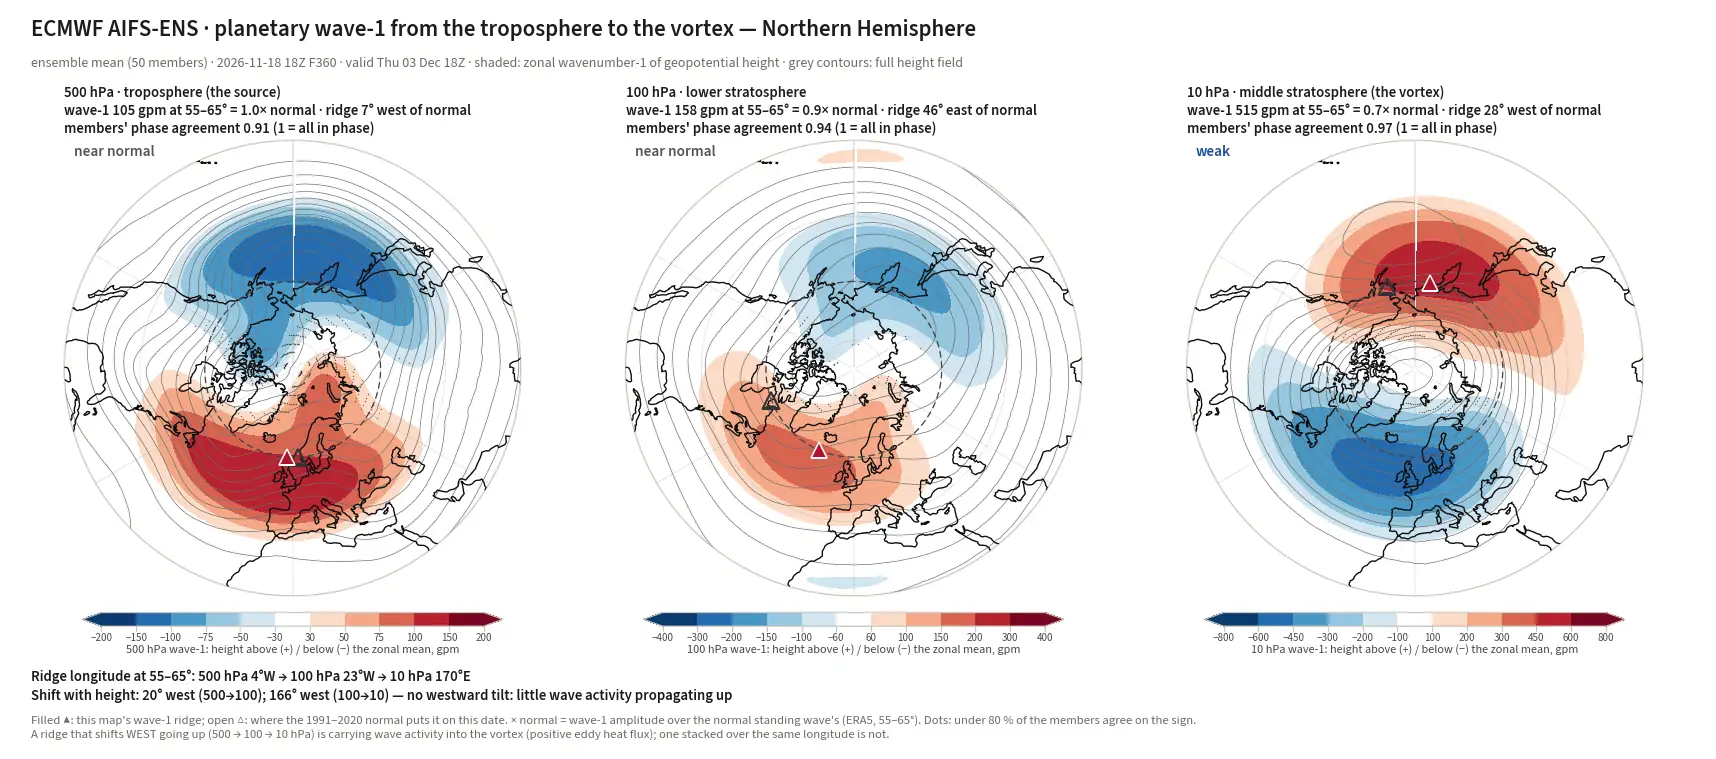 ECMWF AIFS-ENS · planetary wave-1 from the troposphere to the vortex — Northern Hemisphere
ensemble mean (50 members) · 2026-11-18 18Z F360 · valid Thu 03 Dec 18Z · shaded: zonal wavenumber-1 of geopotential height · grey contours: full height field
500 hPa · troposphere (the source)
wave-1 105 gpm at 55–65° = 1.0× normal · ridge 7° west of normal
members' phase agreement 0.91 (1 = all in phase)
near normal
100 hPa · lower stratosphere
wave-1 158 gpm at 55–65° = 0.9× normal · ridge 46° east of normal
members' phase agreement 0.94 (1 = all in phase)
near normal
10 hPa · middle stratosphere (the vortex)
wave-1 515 gpm at 55–65° = 0.7× normal · ridge 28° west of normal
members' phase agreement 0.97 (1 = all in phase)
weak
−200 −150 −100 −75 −50 −30 30 50 75 100 150 200
500 hPa wave-1: height above (+) / below (−) the zonal mean, gpm
−400 −300 −200 −150 −100 −60 60 100 150 200 300 400
100 hPa wave-1: height above (+) / below (−) the zonal mean, gpm
−800 −600 −450 −300 −200 −100 100 200 300 450 600 800
10 hPa wave-1: height above (+) / below (−) the zonal mean, gpm
Ridge longitude at 55–65°: 500 hPa 4°W → 100 hPa 23°W → 10 hPa 170°E
Shift with height: 20° west (500→100); 166° west (100→10) — no westward tilt: little wave activity propagating up
Filled ▲: this map's wave-1 ridge; open △: where the 1991–2020 normal puts it on this date. × normal = wave-1 amplitude over the normal standing wave's (ERA5, 55–65°). Dots: under 80 % of the members agree on the sign.
A ridge that shifts WEST going up (500 → 100 → 10 hPa) is carrying wave activity into the vortex (positive eddy heat flux); one stacked over the same longitude is not.